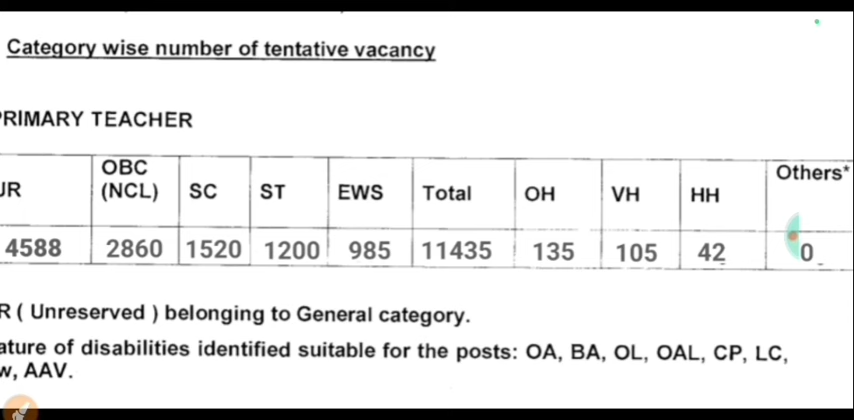 Category wise number of tentative vacancy
PRIMARY TEACHER
UR OBC (NCL) SC ST EWS Total OH VH HH Others*
4588 2860 1520 1200 985 11435 135 105 42 0
R ( Unreserved ) belonging to General category.
ature of disabilities identified suitable for the posts: OA, BA, OL, OAL, CP, LC,
w, AAV.